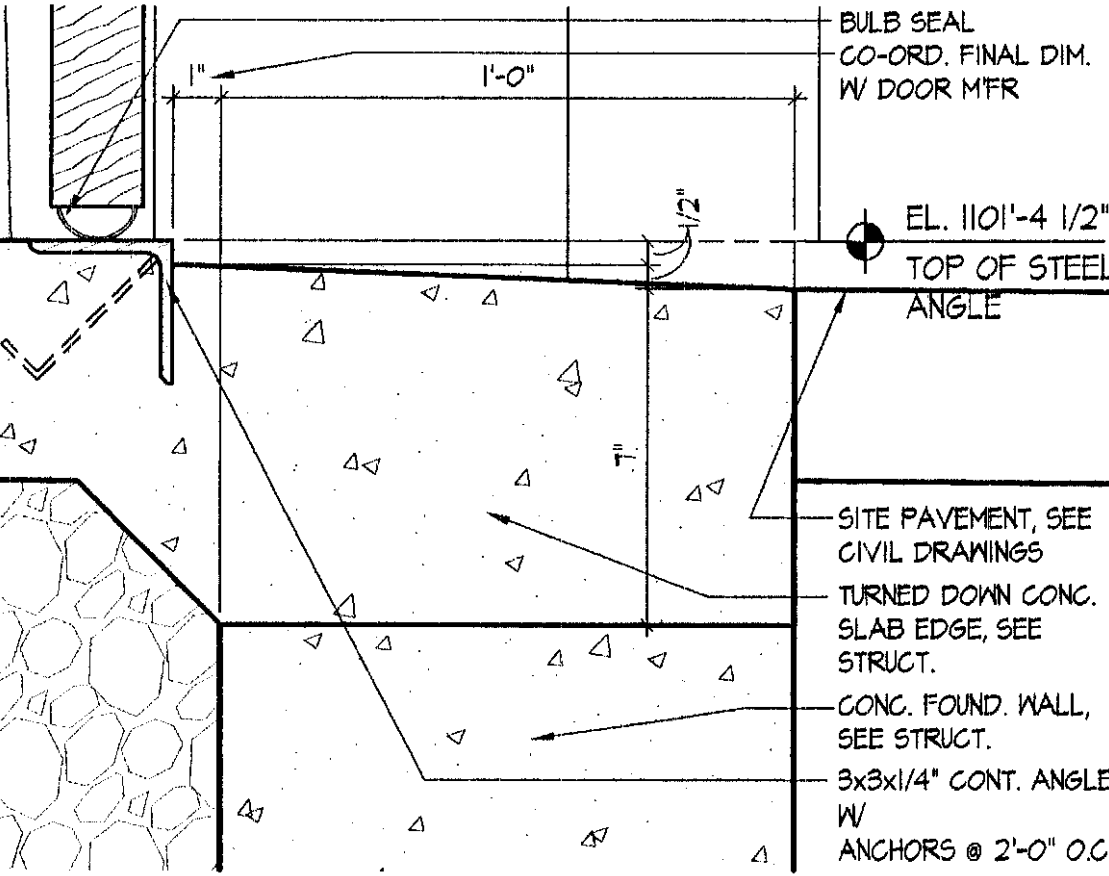 BULB SEAL
CO-ORD. FINAL DIM.
W/ DOOR M'FR
1"
1'-0"
1/2"
EL. 1101'-4 1/2"
TOP OF STEEL
ANGLE
7"
SITE PAVEMENT, SEE
CIVIL DRAWINGS
TURNED DOWN CONC.
SLAB EDGE, SEE
STRUCT.
CONC. FOUND. WALL,
SEE STRUCT.
3x3x1/4" CONT. ANGLE
W/
ANCHORS @ 2'-0" O.C